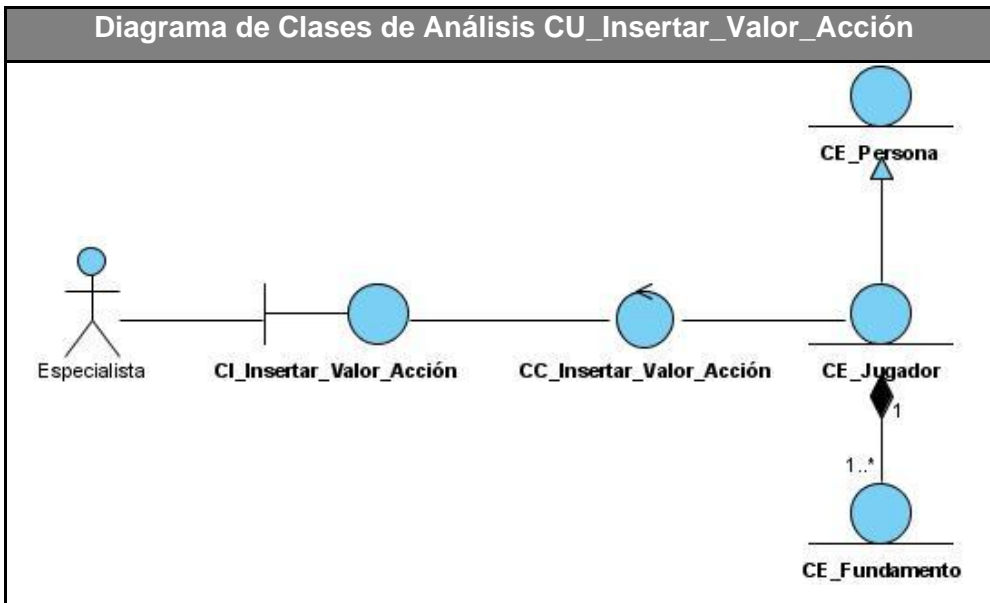 Diagrama de Clases de Análisis CU_Insertar_Valor_Acción
CE_Persona
Especialista
CI_Insertar_Valor_Acción
CC_Insertar_Valor_Acción
CE_Jugador
1
1..*
CE_Fundamento